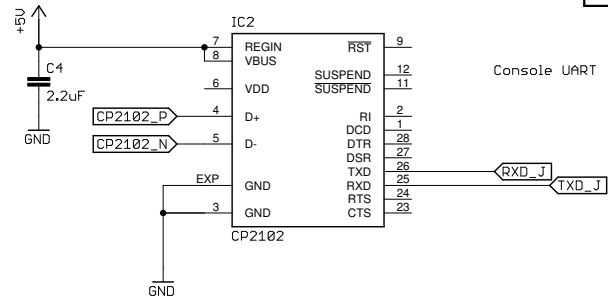 +5V
C4
2.2uF
GND
IC2
7 REGIN
8 VBUS
6 VDD
CP2102_P 4 D+
CP2102_N 5 D-
EXP GND
3 GND
GND
RST 9
SUSPEND 12
SUSPEND 11
RI 2
DCD 1
DTR 28
DSR 27
TXD 26 RXD_J
RXD 25 TXD_J
RTS 24
CTS 23
CP2102
Console UART